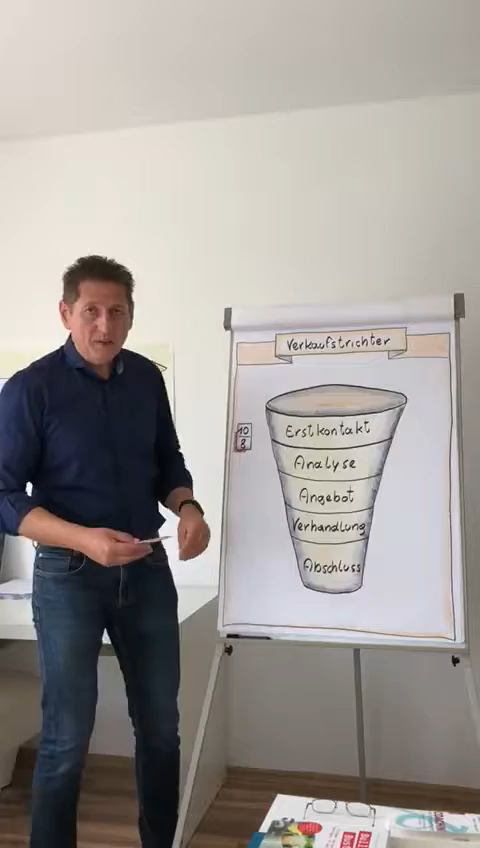 Verkaufstrichter
10
8
Erstkontakt
Analyse
Angebot
Verhandlung
Abschluss